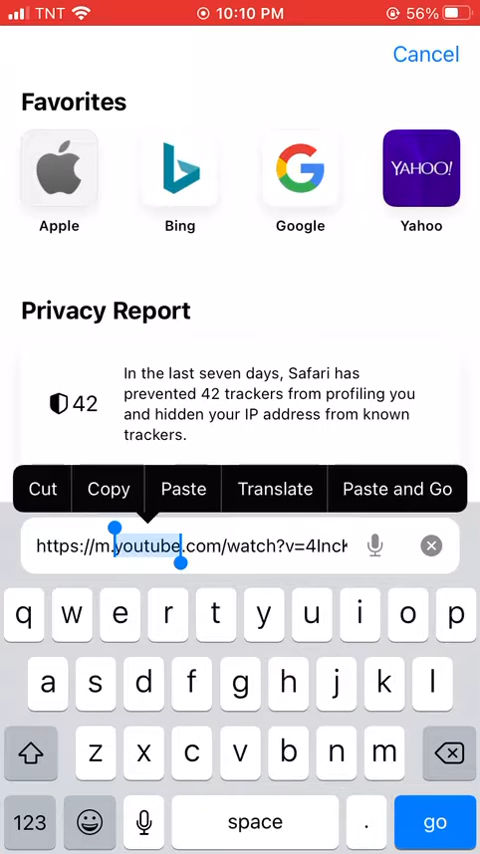 TNT 10:10 PM 56%
Cancel
Favorites
YAHOO!
Apple Bing Google Yahoo
Privacy Report
42
In the last seven days, Safari has
prevented 42 trackers from profiling you
and hidden your IP address from known
trackers.
Cut Copy Paste Translate Paste and Go
https://m.youtube.com/watch?v=4Inck
q w e r t y u i o p
a s d f g h j k l
z x c v b n m
123 space . go